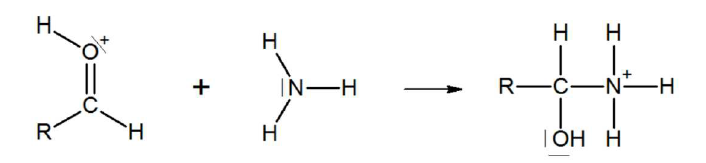 H H H H
O+
+ N—H → R—C—N+—H
C
R H H OH H